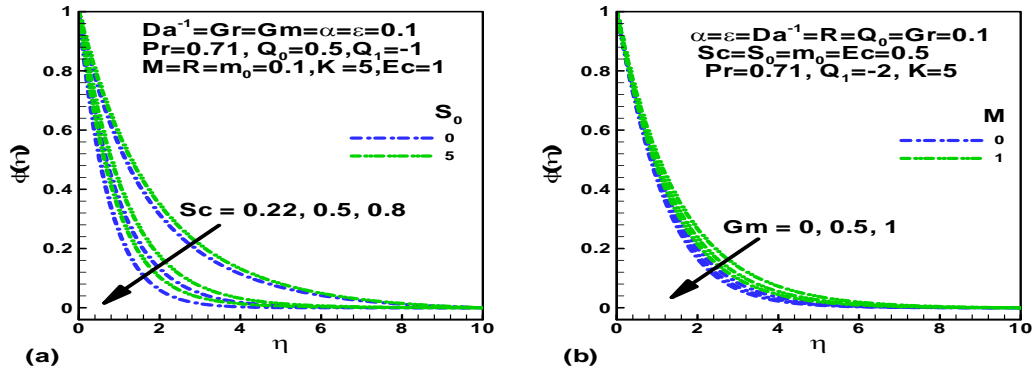 Da⁻¹=Gr=Gm=α=ε=0.1
Pr=0.71, Q₀=0.5,Q₁=-1
M=R=m₀=0.1,K =5,Ec=1
S₀
0
5
Sc = 0.22, 0.5, 0.8
ϕ(η)
1
0.8
0.6
0.4
0.2
0
0 2 4 6 8 10
η
(a)
α=ε=Da⁻¹=R=Q₀=Gr=0.1
Sc=S₀=m₀=Ec=0.5
Pr=0.71, Q₁=-2, K=5
M
0
1
Gm = 0, 0.5, 1
ϕ(η)
1
0.8
0.6
0.4
0.2
0
0 2 4 6 8 10
η
(b)